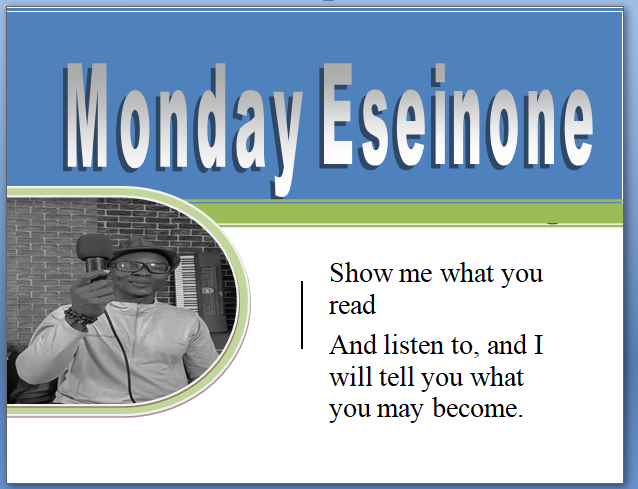 Monday Eseinone
Show me what you
read
And listen to, and I
will tell you what
you may become.